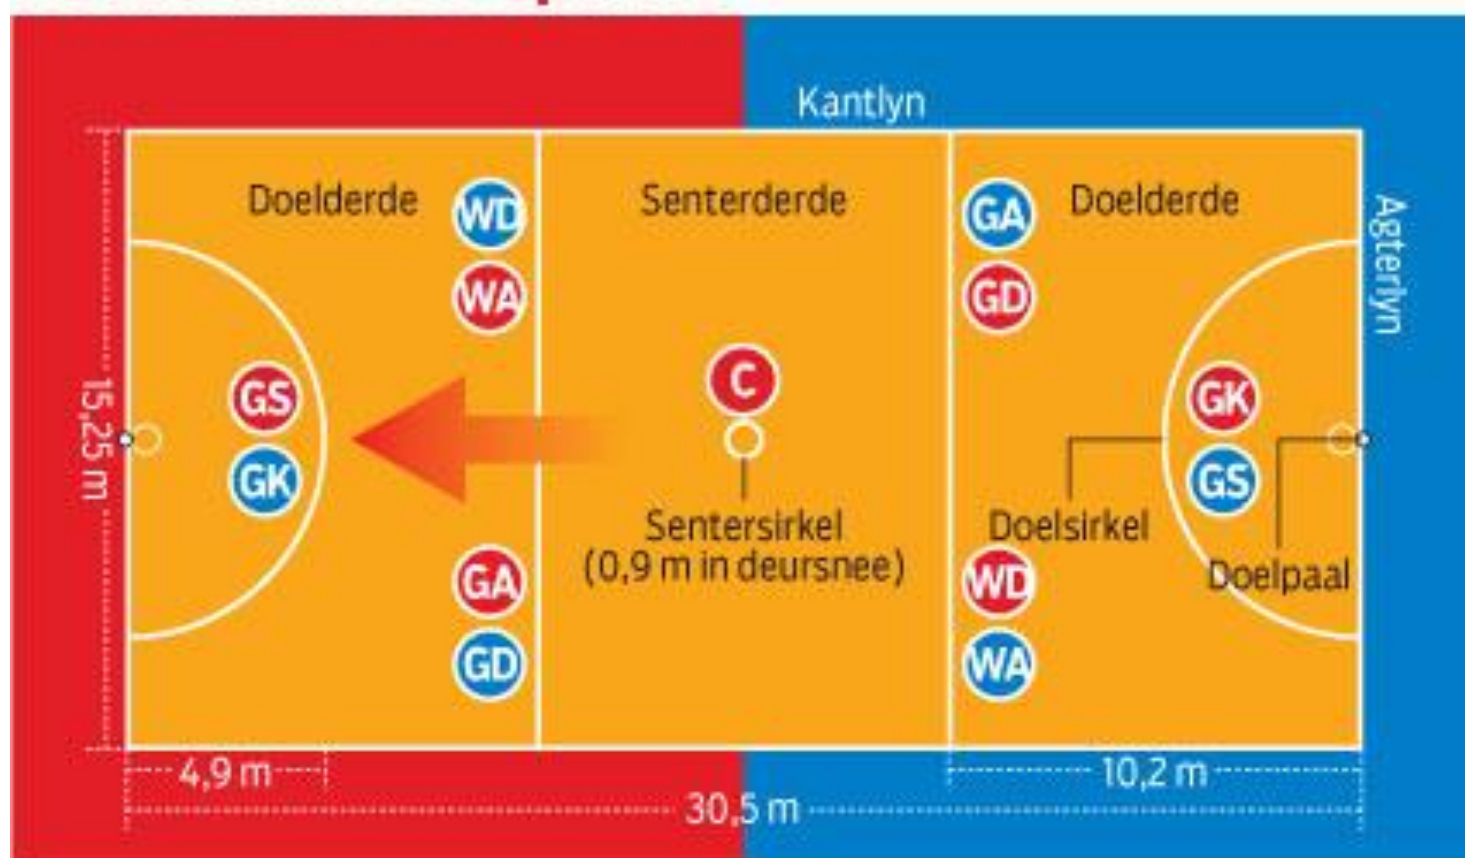 Kantlyn
Doelderde
WD
Senterderde
GA
Doelderde
WA
GD
Agterlyn
C
GS
GK
15,25 m
GK
GS
Sentersirkel
(0,9 m in deursnee)
Doelsirkel
Doelpaal
GA
WD
GD
WA
4,9 m
10,2 m
30,5 m